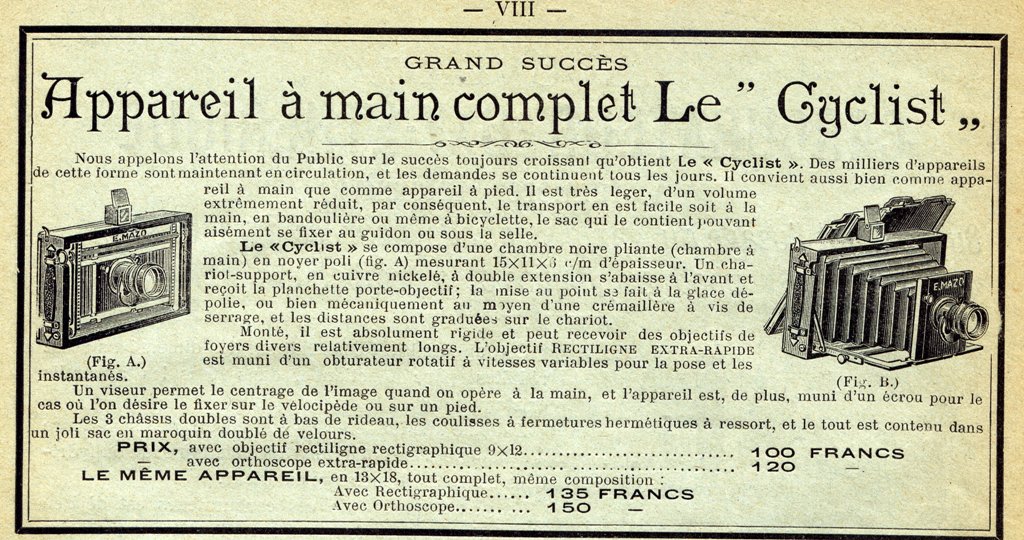 — VIII —
GRAND SUCCÈS
Appareil à main complet Le " Cyclist „
Nous appelons l'attention du Public sur le succès toujours croissant qu'obtient Le « Cyclist ». Des milliers d'appareils
de cette forme sont maintenant en circulation, et les demandes se continuent tous les jours. Il convient aussi bien comme appa-
reil à main que comme appareil à pied. Il est très leger, d'un volume
extrêmement réduit, par conséquent, le transport en est facile soit à la
main, en bandoulière ou même à bicyclette, le sac qui le contient pouvant
aisément se fixer au guidon ou sous la selle.
Le «Cyclist » se compose d'une chambre noire pliante (chambre à
main) en noyer poli (fig. A) mesurant 15×11×6 c/m d'épaisseur. Un cha-
riot-support, en cuivre nickelé, à double extension s'abaisse à l'avant et
reçoit la planchette porte-objectif; la mise au point se fait à la glace dé-
polie, ou bien mécaniquement au moyen d'une crémaillère à vis de
serrage, et les distances sont graduées sur le chariot.
Monté, il est absolument rigide et peut recevoir des objectifs de
foyers divers relativement longs. L'objectif RECTILIGNE EXTRA-RAPIDE
est muni d'un obturateur rotatif à vitesses variables pour la pose et les
instantanés.
E.MAZO
(Fig. A.)
E.MAZO
(Fig. B.)
Un viseur permet le centrage de l'image quand on opère à la main, et l'appareil est, de plus, muni d'un écrou pour le
cas où l'on désire le fixer sur le vélocipède ou sur un pied.
Les 3 châssis doubles sont à bas de rideau, les coulisses à fermetures hermétiques à ressort, et le tout est contenu dans
un joli sac en maroquin doublé de velours.
PRIX, avec objectif rectiligne rectigraphique 9×12................................ 100 FRANCS
— avec orthoscope extra-rapide................................................ 120 —
LE MÊME APPAREIL, en 13×18, tout complet, même composition :
Avec Rectigraphique...... 135 FRANCS
Avec Orthoscope.......... 150 —